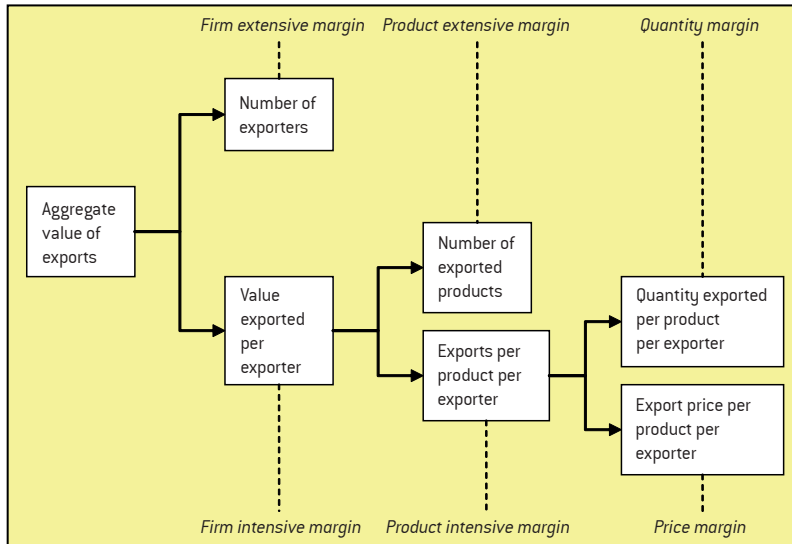 Firm extensive margin
Product extensive margin
Quantity margin
Number of
exporters
Aggregate
value of
exports
Number of
exported
products
Value
exported
per
exporter
Quantity exported
per product
per exporter
Exports per
product per
exporter
Export price per
product per
exporter
Firm intensive margin
Product intensive margin
Price margin